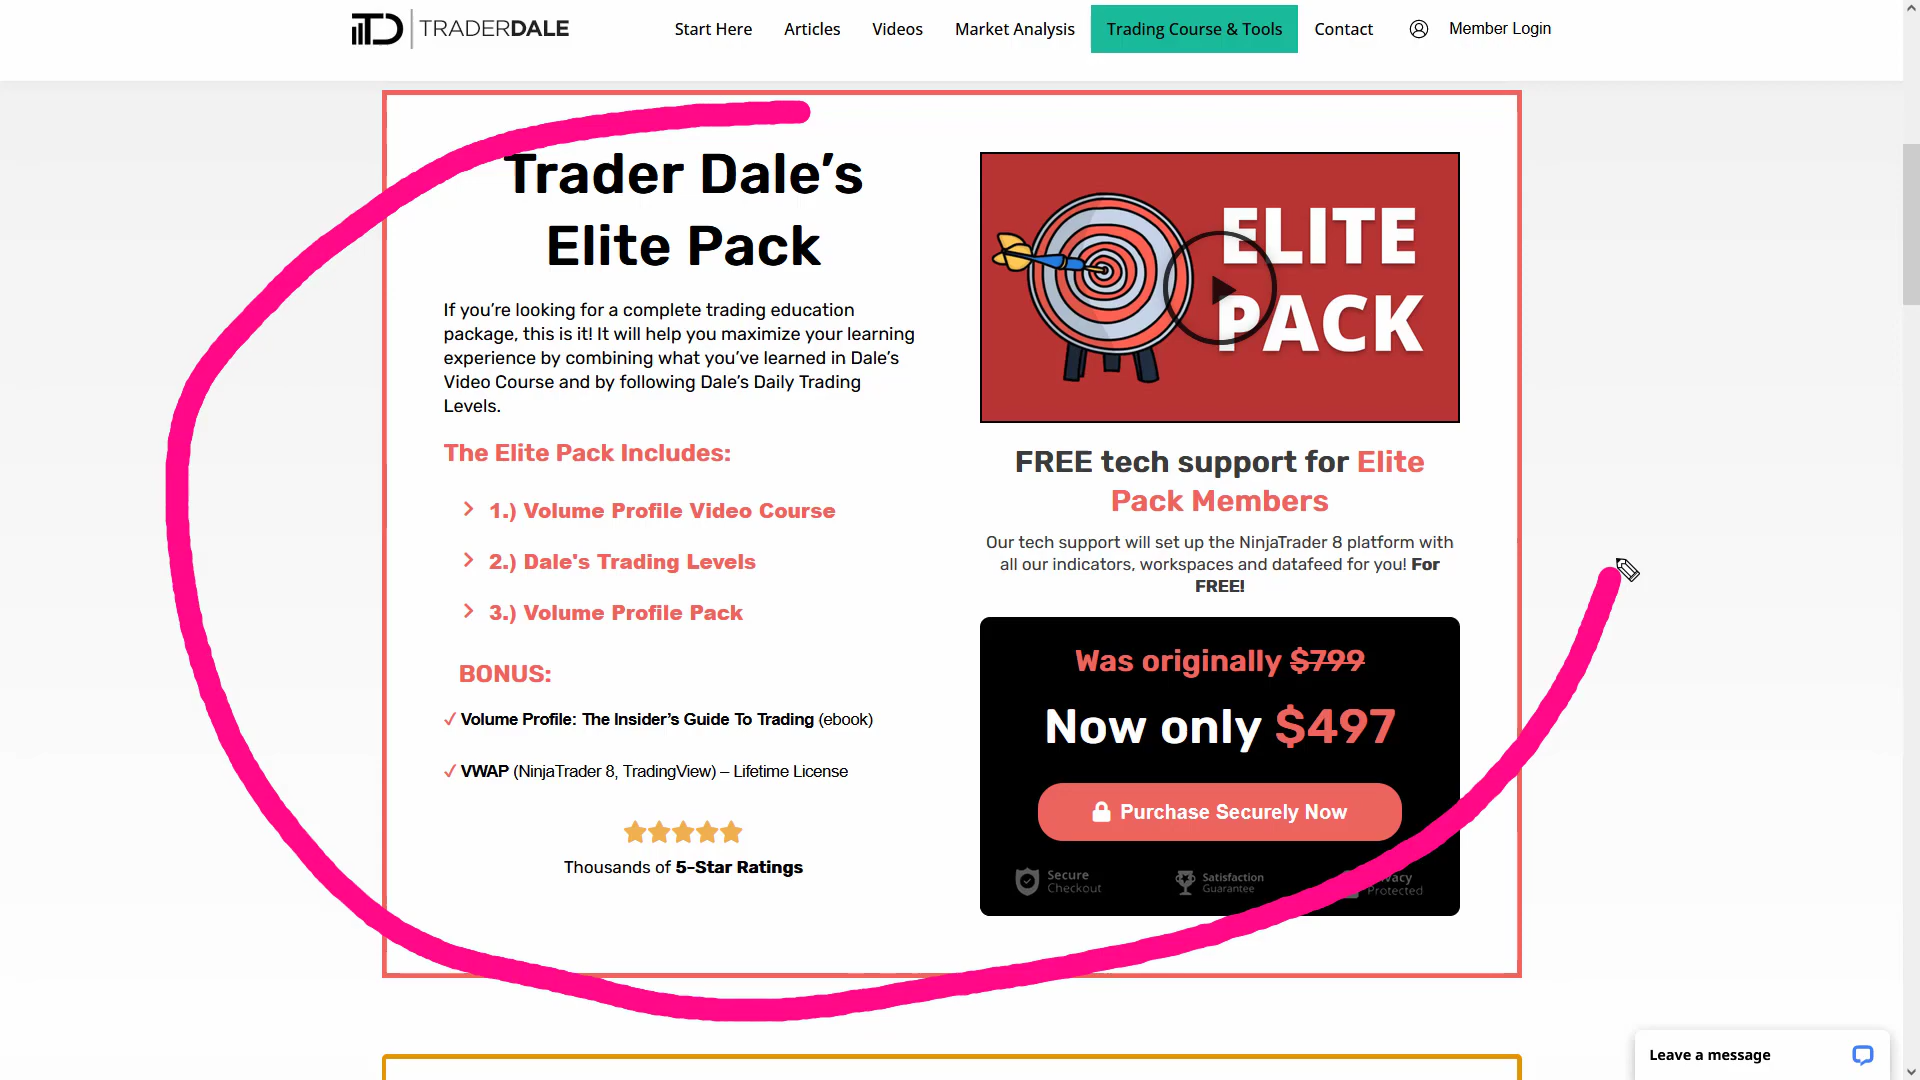 TD | TRADERDALE
Start Here
Articles
Videos
Market Analysis
Trading Course & Tools
Contact
Member Login
Trader Dale’s
Elite Pack
If you’re looking for a complete trading education
package, this is it! It will help you maximize your learning
experience by combining what you’ve learned in Dale’s
Video Course and by following Dale’s Daily Trading
Levels.
The Elite Pack Includes:
1.) Volume Profile Video Course
2.) Dale's Trading Levels
3.) Volume Profile Pack
BONUS:
✓ Volume Profile: The Insider’s Guide To Trading (ebook)
✓ VWAP (NinjaTrader 8, TradingView) – Lifetime License
Thousands of 5-Star Ratings
ELITE
PACK
FREE tech support for Elite
Pack Members
Our tech support will set up the NinjaTrader 8 platform with
all our indicators, workspaces and datafeed for you! For
FREE!
Was originally $799
Now only $497
Purchase Securely Now
Secure
Checkout
Satisfaction
Guarantee
Protected
Leave a message